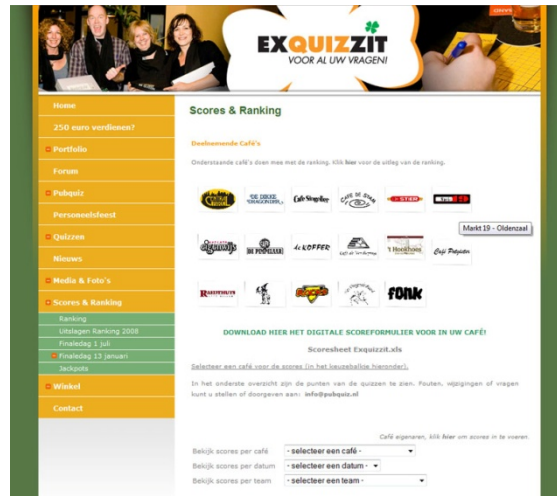 EXQUIZZIT
VOOR AL UW VRAGEN!
Home
250 euro verdienen?
Portfolio
Forum
Pubquiz
Personeelsfeest
Quizzen
Nieuws
Media & Foto's
Scores & Ranking
Ranking
Uitslagen Ranking 2008
Finaledag 1 juli
Finaledag 13 januari
Jackpots
Winkel
Contact
Scores & Ranking
Deelnemende Café's
Onderstaande café's doen mee met de ranking. Klik hier voor de uitleg van de ranking.
DE DIKKE DRAGONDER
STIER
Markt 19 - Oldenzaal
DE POPELAAR
de KOFFER
't Hookhoes
fonk
DOWNLOAD HIER HET DIGITALE SCOREFORMULIER VOOR IN UW CAFÉ!
Scoresheet Exquizzit.xls
Selecteer een café voor de scores (in het keuzebalkje hieronder).
In het onderste overzicht zijn de punten van de quizzen te zien. Fouten, wijzigingen of vragen
kunt u stellen of doorgeven aan: info@pubquiz.nl
Café eigenaren, klik hier om scores in te voeren.
Bekijk scores per café - selecteer een café -
Bekijk scores per datum - selecteer een datum -
Bekijk scores per team - selecteer een team -